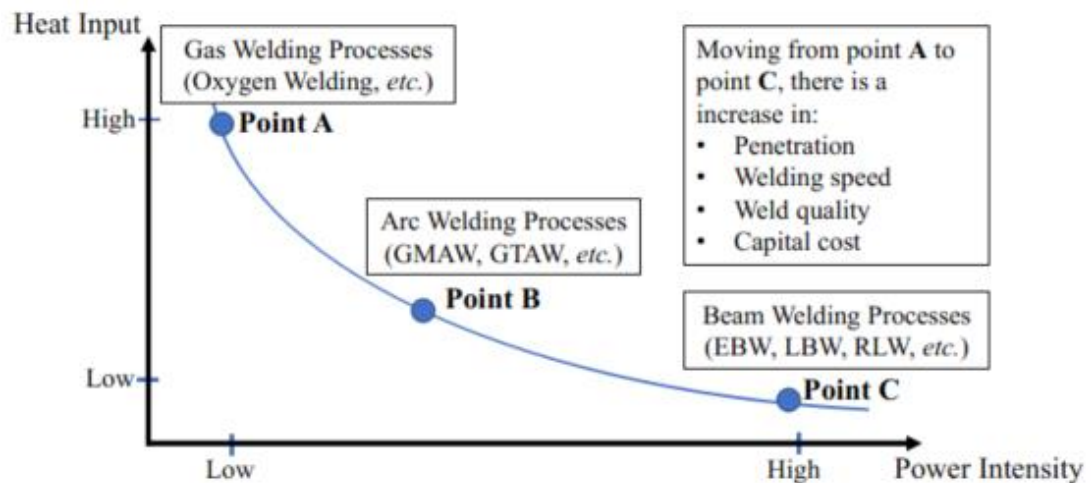 Heat Input
Gas Welding Processes
(Oxygen Welding, etc.)
High
Point A
Moving from point A to
point C, there is a
increase in:
• Penetration
• Welding speed
• Weld quality
• Capital cost
Arc Welding Processes
(GMAW, GTAW, etc.)
Point B
Beam Welding Processes
(EBW, LBW, RLW, etc.)
Low
Point C
Low
High
Power Intensity